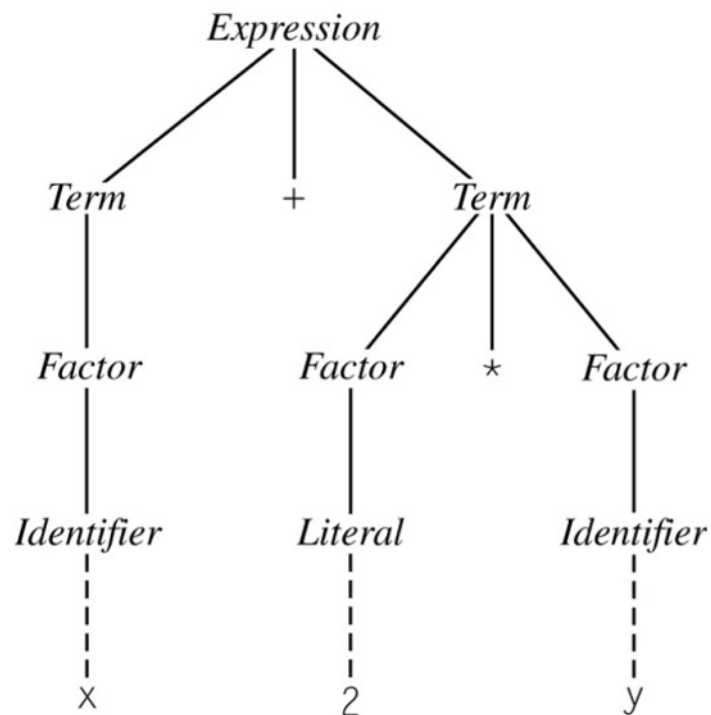 Expression
Term + Term
Factor Factor * Factor
Identifier Literal Identifier
x 2 y